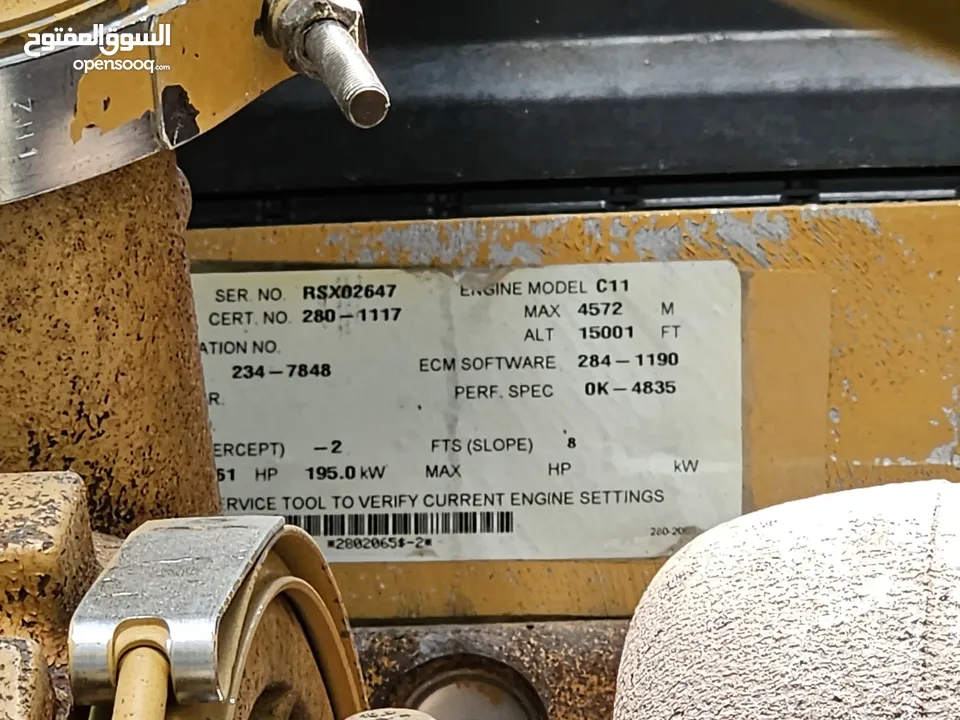 السوق المفتوح
opensooq.com
SER. NO. RSX02647 ENGINE MODEL C11
CERT. NO. 280-1117 MAX 4572 M
ALT 15001 FT
ATION NO.
234-7848 ECM SOFTWARE 284-1190
R. PERF. SPEC 0K-4835
ERCEPT) -2 FTS (SLOPE) 8
61 HP 195.0 kW MAX HP kW
ERVICE TOOL TO VERIFY CURRENT ENGINE SETTINGS
*2802065$-2*